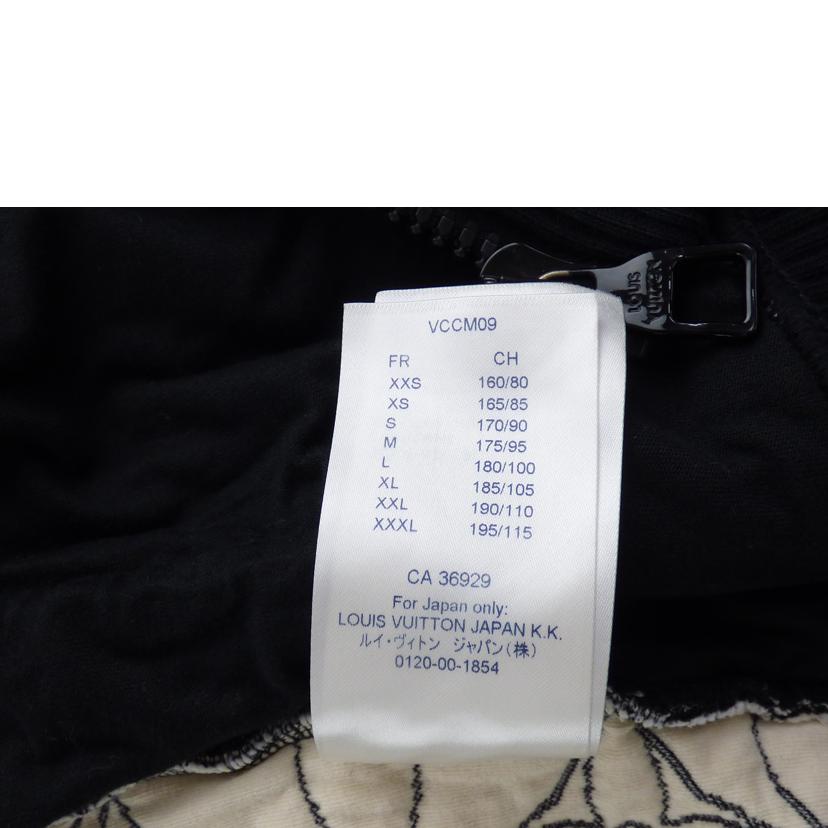 LOUIS
VUITTON
VCCM09
FR CH
XXS 160/80
XS 165/85
S 170/90
M 175/95
L 180/100
XL 185/105
XXL 190/110
XXXL 195/115
CA 36929
For Japan only:
LOUIS VUITTON JAPAN K.K.
ルイ・ヴィトン ジャパン(株)
0120-00-1854